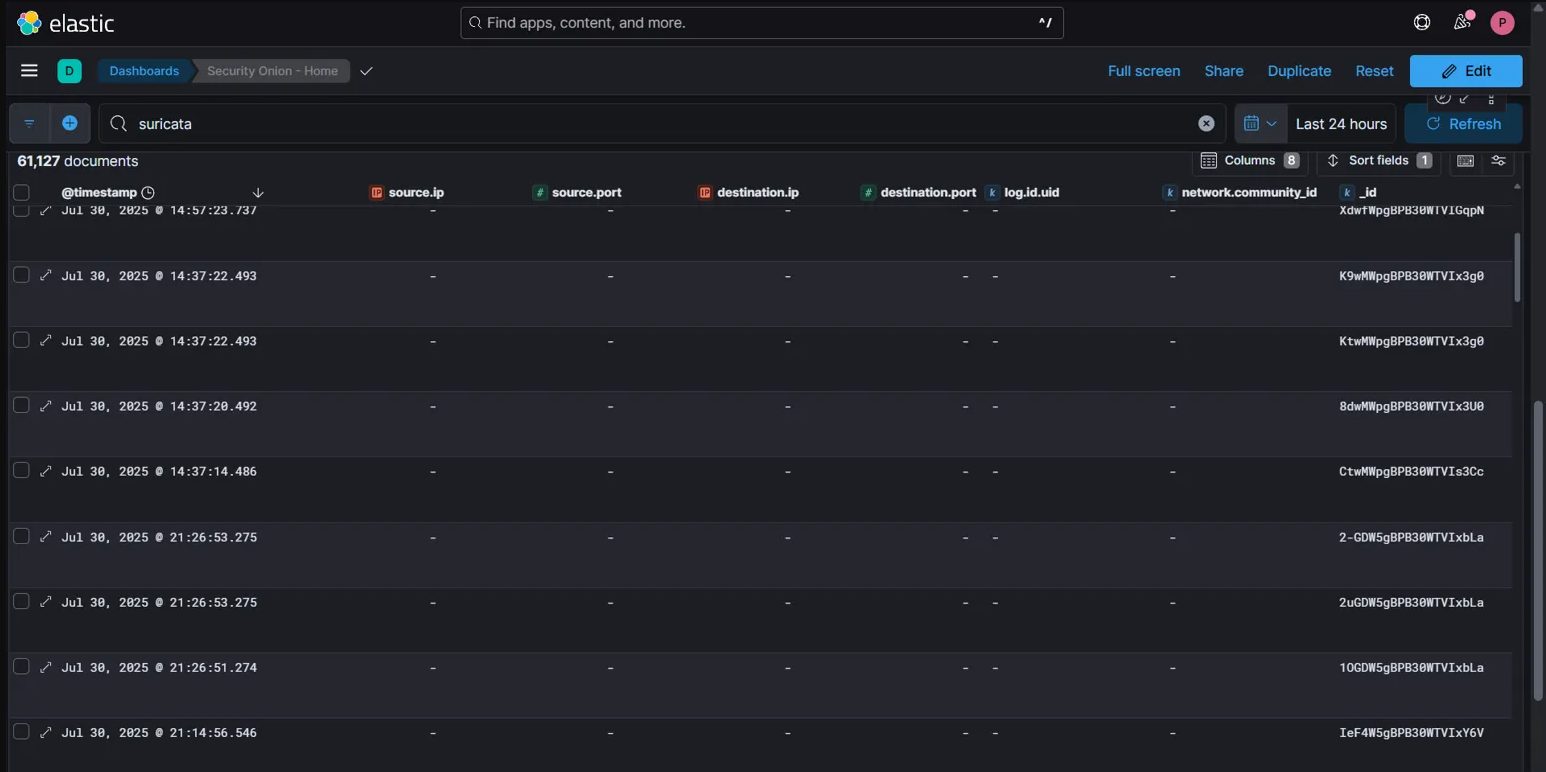 elastic Find apps, content, and more. ^/ P
D Dashboards Security Onion - Home Full screen Share Duplicate Reset Edit
suricata Last 24 hours Refresh
61,127 documents Columns 8 Sort fields 1
@timestamp IP source.ip # source.port IP destination.ip # destination.port k log.id.uid k network.community_id k _id
Jul 30, 2025 @ 14:57:23.737 - - - - - - XdwfWpgBPB30WTVIGqpN
Jul 30, 2025 @ 14:37:22.493 - - - - - - K9wMWpgBPB30WTVIx3g0
Jul 30, 2025 @ 14:37:22.493 - - - - - - KtwMWpgBPB30WTVIx3g0
Jul 30, 2025 @ 14:37:20.492 - - - - - - 8dwMWpgBPB30WTVIx3U0
Jul 30, 2025 @ 14:37:14.486 - - - - - - CtwMWpgBPB30WTVIs3Cc
Jul 30, 2025 @ 21:26:53.275 - - - - - - 2-GDW5gBPB30WTVIxbLa
Jul 30, 2025 @ 21:26:53.275 - - - - - - 2uGDW5gBPB30WTVIxbLa
Jul 30, 2025 @ 21:26:51.274 - - - - - - 1OGDW5gBPB30WTVIxbLa
Jul 30, 2025 @ 21:14:56.546 - - - - - - IeF4W5gBPB30WTVIxY6V